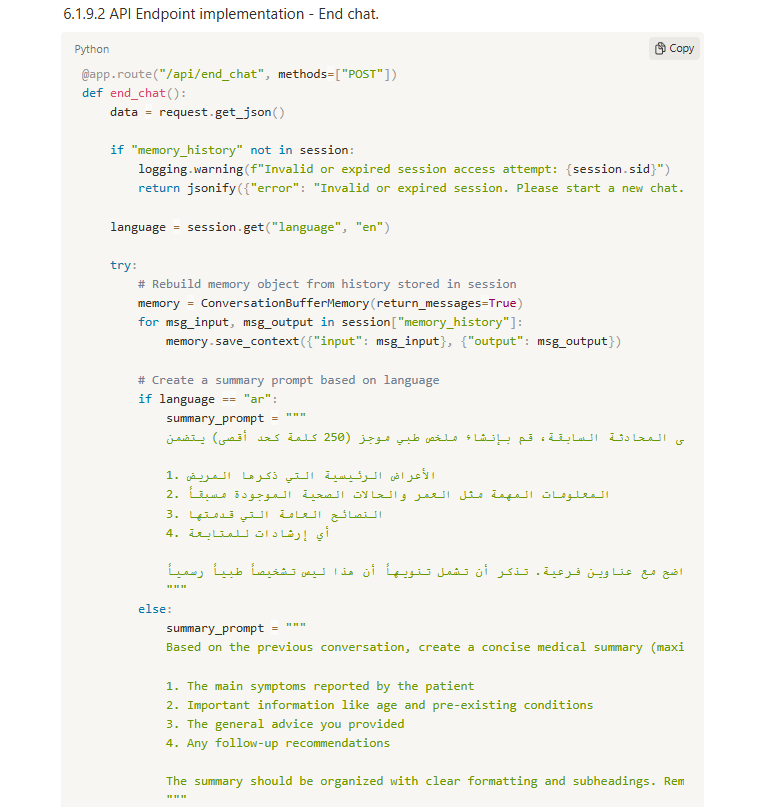 6.1.9.2 API Endpoint implementation - End chat.
Python
Copy
@app.route("/api/end_chat", methods=["POST"])
def end_chat():
data = request.get_json()
if "memory_history" not in session:
logging.warning(f"Invalid or expired session access attempt: {session.sid}")
return jsonify({"error": "Invalid or expired session. Please start a new chat.
language = session.get("language", "en")
try:
# Rebuild memory object from history stored in session
memory = ConversationBufferMemory(return_messages=True)
for msg_input, msg_output in session["memory_history"]:
memory.save_context({"input": msg_input}, {"output": msg_output})
# Create a summary prompt based on language
if language == "ar":
summary_prompt = """
ى المحادثة السابقة، قم بإنشاء ملخص طبي موجز (250 كلمة كحد أقصى) يتضمن
1. الأعراض الرئيسية التي ذكرها المريض
2. المعلومات المهمة مثل العمر والحالات الصحية الموجودة مسبقاً
3. النصائح العامة التي قدمتها
4. أي إرشادات للمتابعة
اضح مع عناوين فرعية. تذكر أن تشمل تنويهاً أن هذا ليس تشخيصاً طبياً رسمياً
"""
else:
summary_prompt = """
Based on the previous conversation, create a concise medical summary (maxi
1. The main symptoms reported by the patient
2. Important information like age and pre-existing conditions
3. The general advice you provided
4. Any follow-up recommendations
The summary should be organized with clear formatting and subheadings. Rem
"""